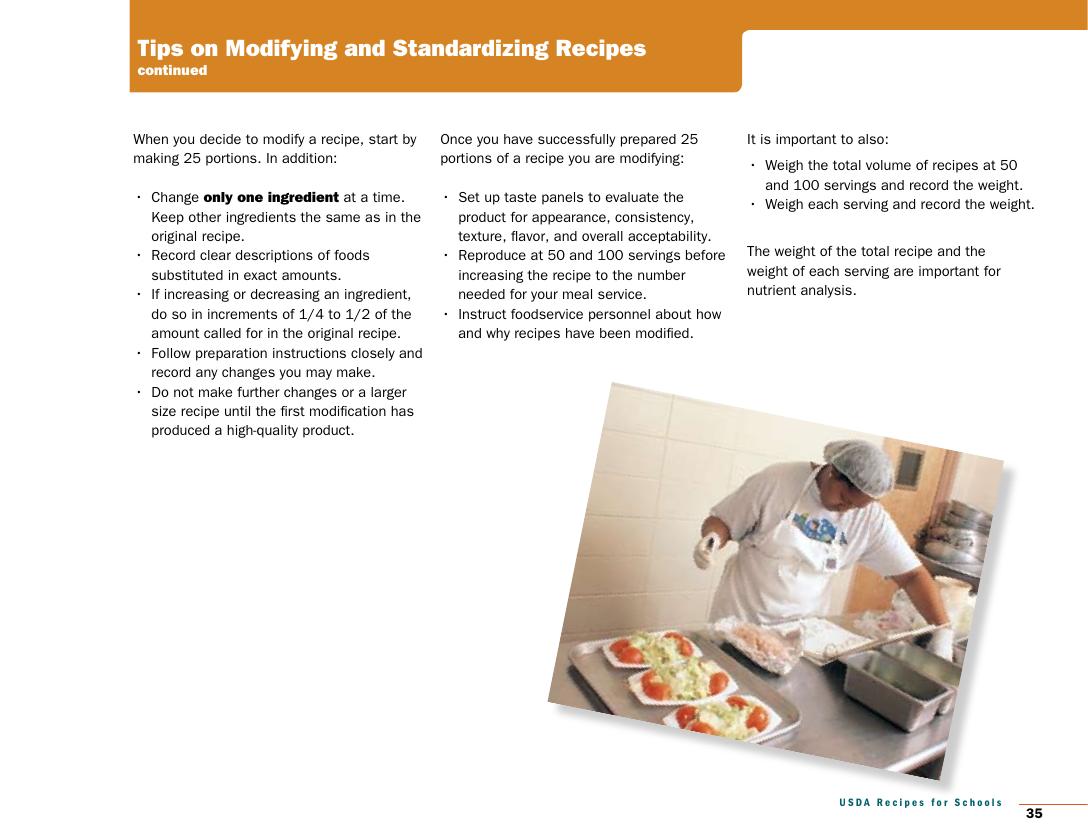 Tips on Modifying and Standardizing Recipes
continued
When you decide to modify a recipe, start by
making 25 portions. In addition:
· Change only one ingredient at a time.
Keep other ingredients the same as in the
original recipe.
· Record clear descriptions of foods
substituted in exact amounts.
· If increasing or decreasing an ingredient,
do so in increments of 1/4 to 1/2 of the
amount called for in the original recipe.
· Follow preparation instructions closely and
record any changes you may make.
· Do not make further changes or a larger
size recipe until the first modification has
produced a high-quality product.
Once you have successfully prepared 25
portions of a recipe you are modifying:
· Set up taste panels to evaluate the
product for appearance, consistency,
texture, flavor, and overall acceptability.
· Reproduce at 50 and 100 servings before
increasing the recipe to the number
needed for your meal service.
· Instruct foodservice personnel about how
and why recipes have been modified.
It is important to also:
· Weigh the total volume of recipes at 50
and 100 servings and record the weight.
· Weigh each serving and record the weight.
The weight of the total recipe and the
weight of each serving are important for
nutrient analysis.
USDA Recipes for Schools
35